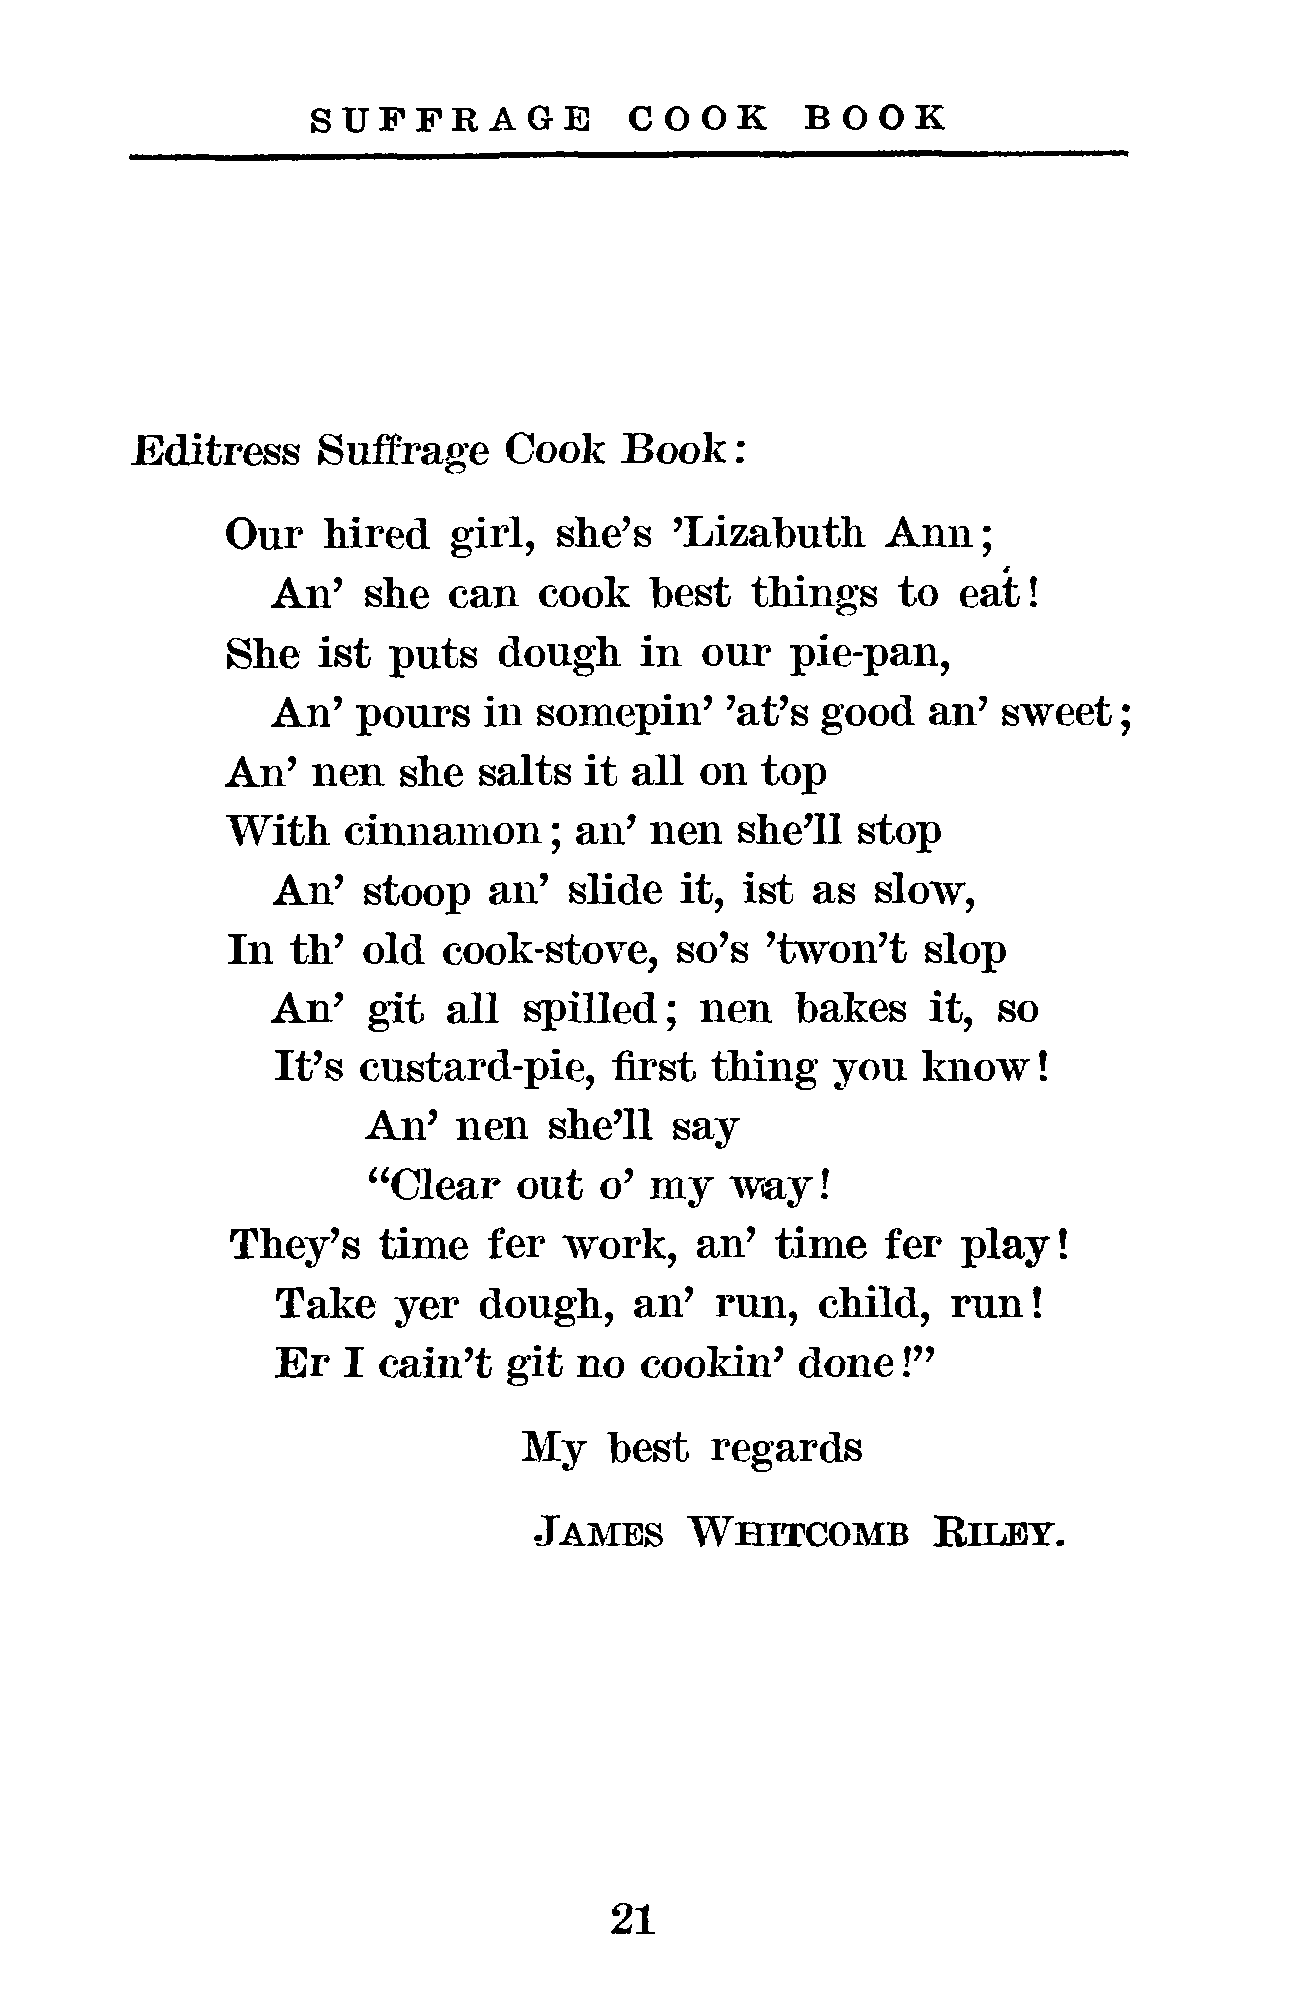 SUFFRAGE COOK BOOK
Editress Suffrage Cook Book:
Our hired girl, she's 'Lizabuth Ann;
An' she can cook best things to eat!
She ist puts dough in our pie-pan,
An' pours in somepin' 'at's good an' sweet;
An' nen she salts it all on top
With cinnamon; an' nen she'll stop
An' stoop an' slide it, ist as slow,
In th' old cook-stove, so's 'twon't slop
An' git all spilled; nen bakes it, so
It's custard-pie, first thing you know!
An' nen she'll say
“Clear out o' my way!
They's time fer work, an' time fer play!
Take yer dough, an' run, child, run!
Er I cain't git no cookin' done!”
My best regards
JAMES WHITCOMB RILEY.
21